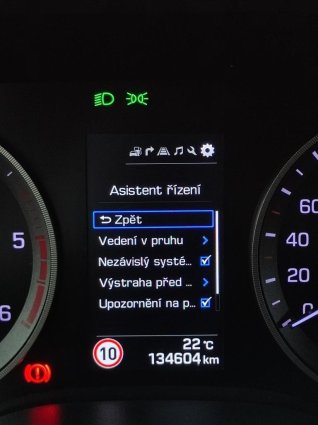 Asistent řízení
Zpět
Vedení v pruhu
Nezávislý systé...
Výstraha před ...
Upozornění na p...
5
6
60
40
20
0
10
22 °C
134604 km